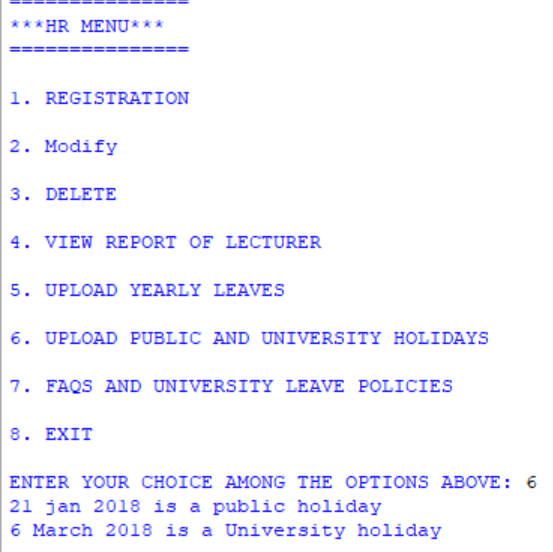 ===============
***HR MENU***
===============
1. REGISTRATION
2. Modify
3. DELETE
4. VIEW REPORT OF LECTURER
5. UPLOAD YEARLY LEAVES
6. UPLOAD PUBLIC AND UNIVERSITY HOLIDAYS
7. FAQS AND UNIVERSITY LEAVE POLICIES
8. EXIT
ENTER YOUR CHOICE AMONG THE OPTIONS ABOVE: 6
21 jan 2018 is a public holiday
6 March 2018 is a University holiday